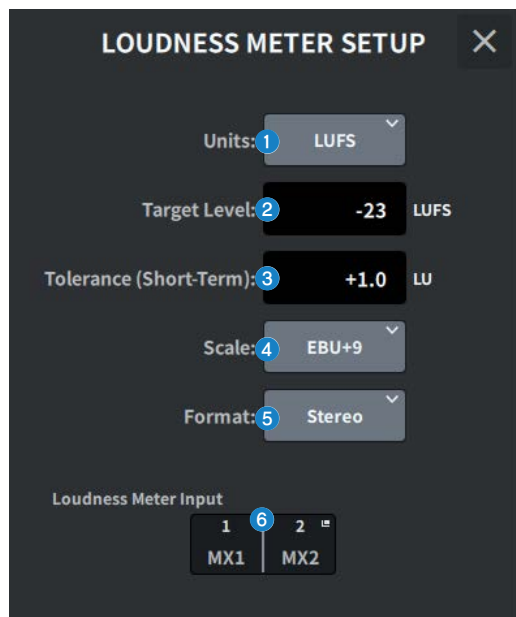 LOUDNESS METER SETUP
Units: 1 LUFS
Target Level: 2 -23 LUFS
Tolerance (Short-Term): 3 +1.0 LU
Scale: 4 EBU+9
Format: 5 Stereo
Loudness Meter Input
1 6 2
MX1 MX2